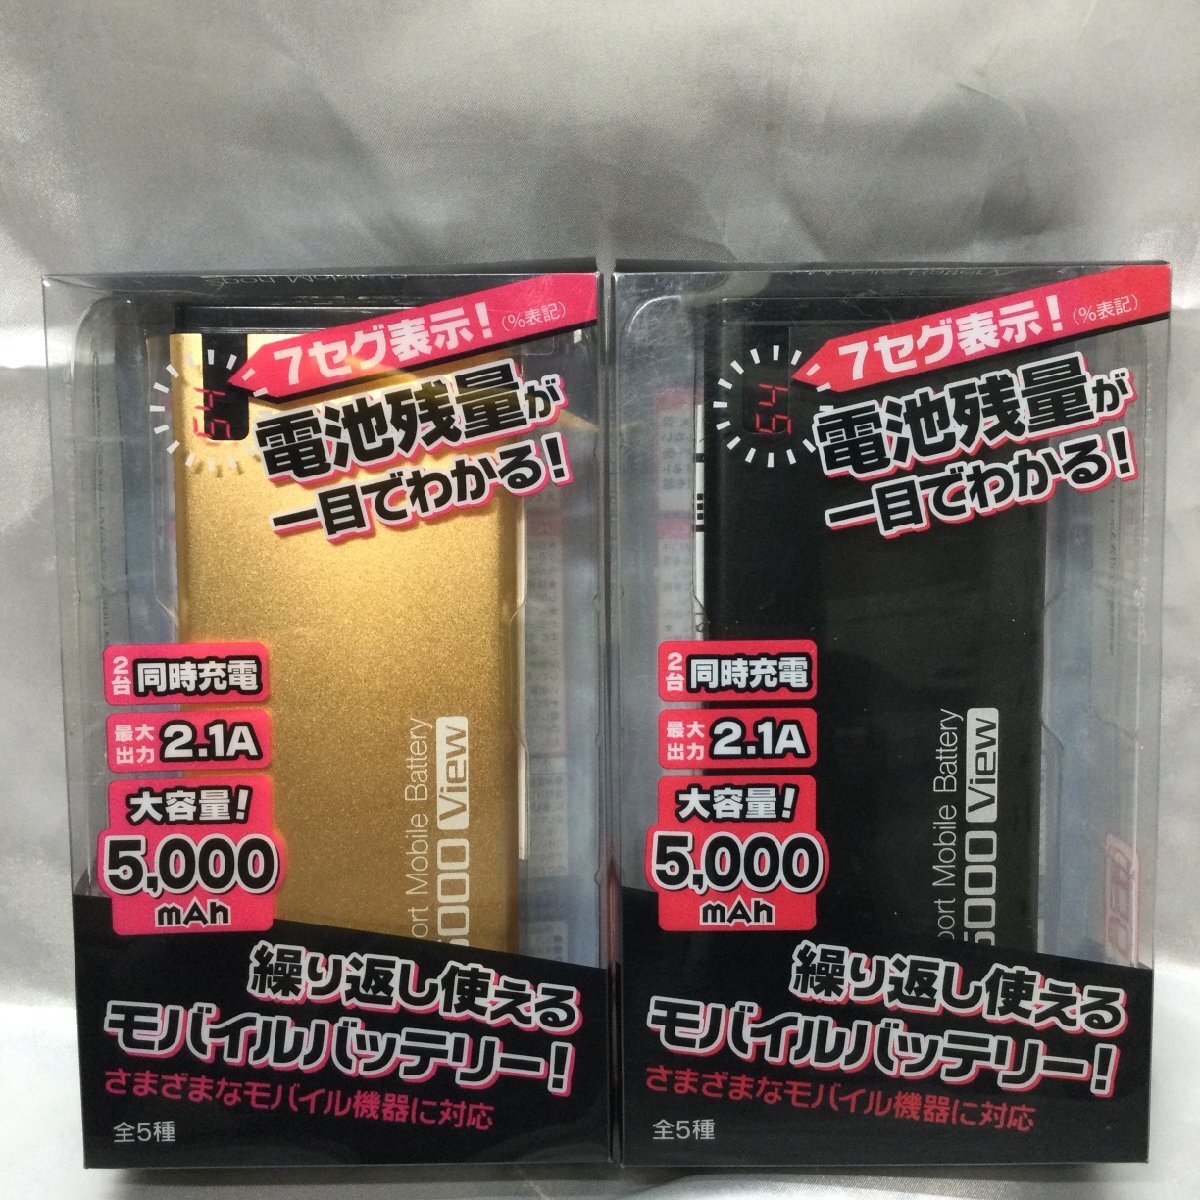 7セグ表示!(%表記)
電池残量が
一目でわかる!
54
2台同時充電
最大出力 2.1A
大容量!
5,000
mAh
port Mobile Battery
5000 View
繰り返し使える
モバイルバッテリー!
さまざまなモバイル機器に対応
全5種
7セグ表示!(%表記)
電池残量が
一目でわかる!
54
2台同時充電
最大出力 2.1A
大容量!
5,000
mAh
port Mobile Battery
5000 View
繰り返し使える
モバイルバッテリー!
さまざまなモバイル機器に対応
全5種